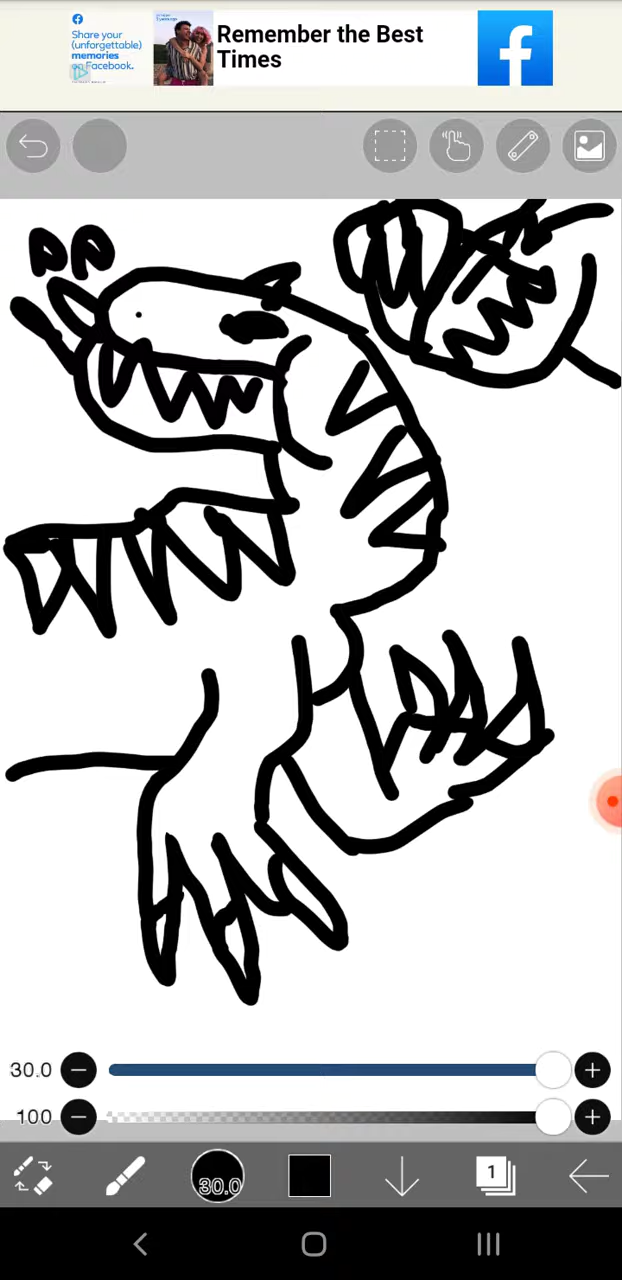 Share your
(unforgettable)
memories
on Facebook.
Remember the Best
Times
30.0
100
30.0
1